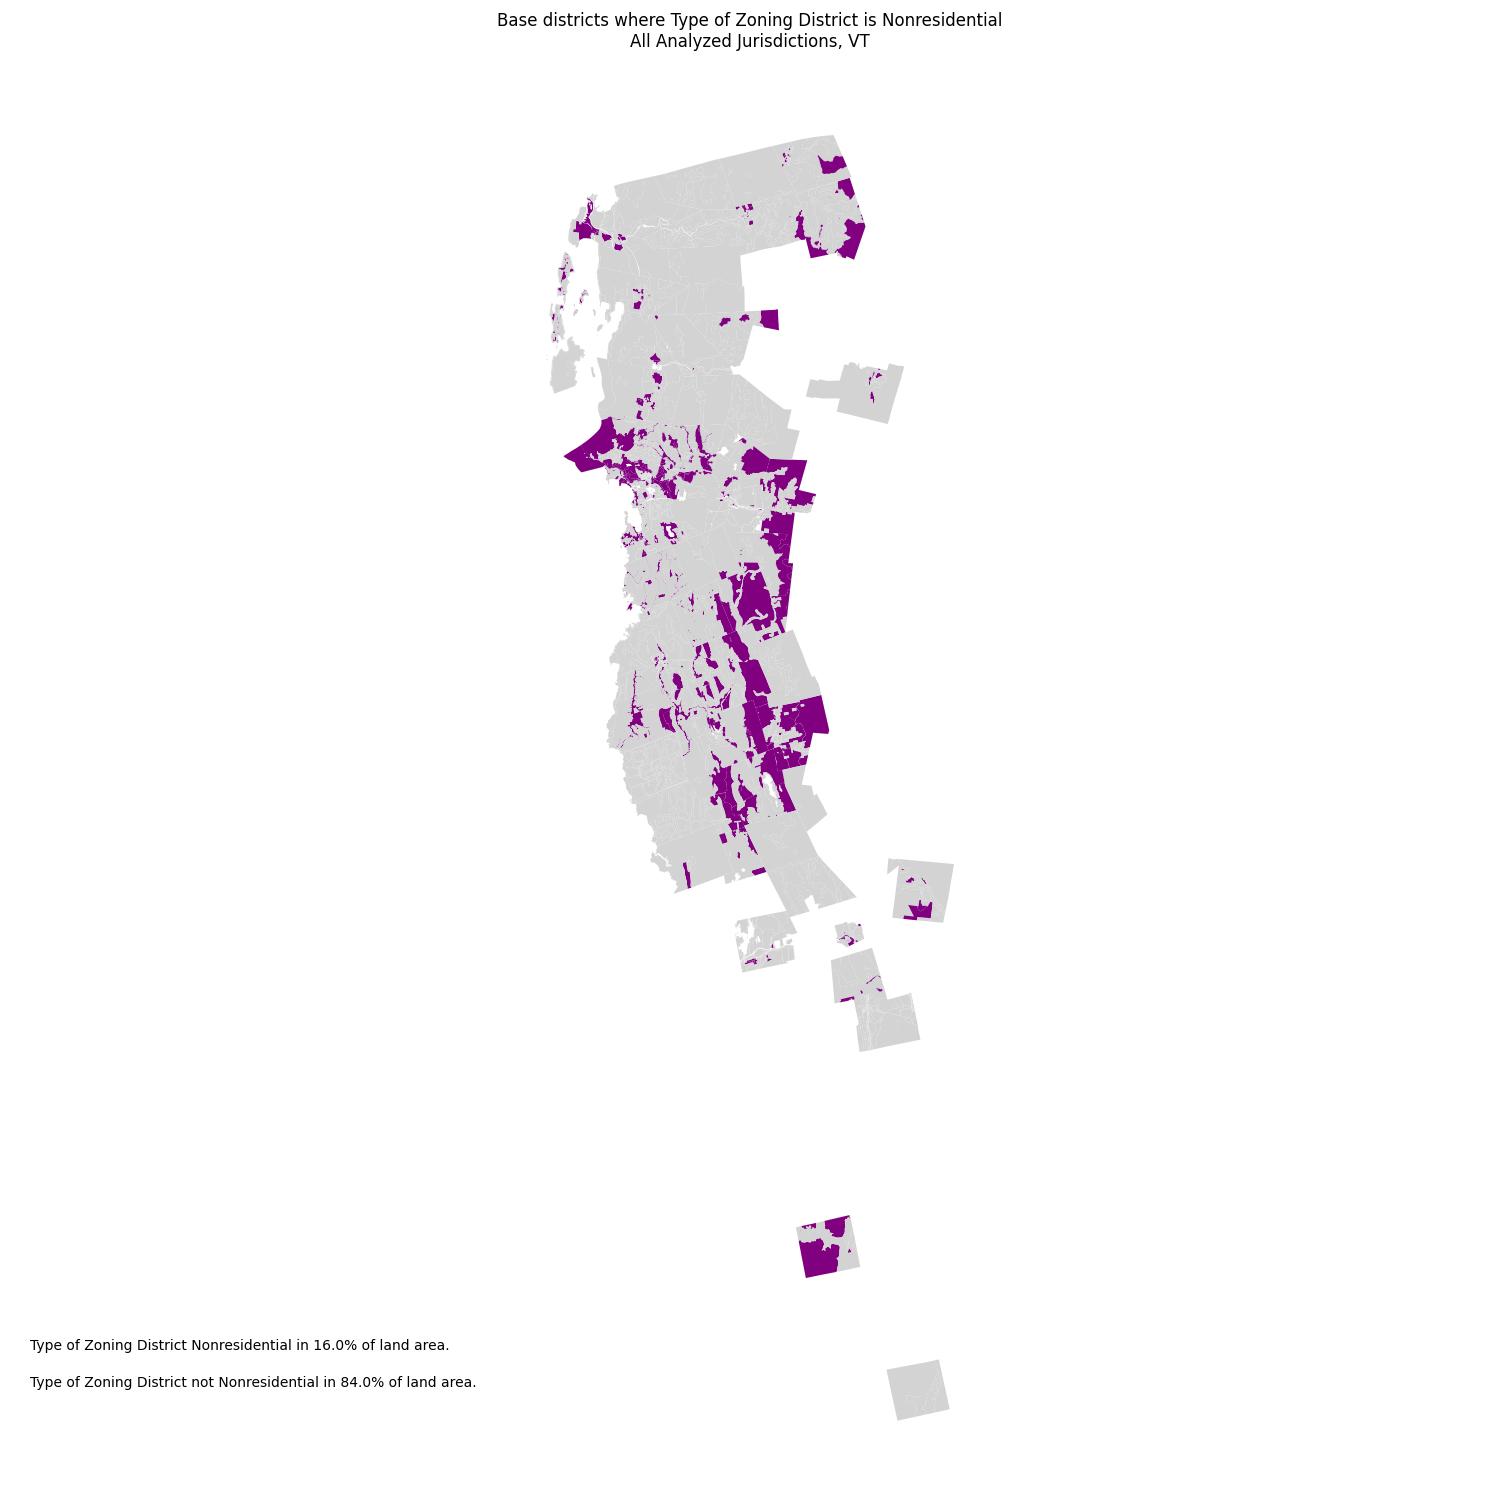 Base districts where Type of Zoning District is Nonresidential
All Analyzed Jurisdictions, VT
Type of Zoning District Nonresidential in 16.0% of land area.
Type of Zoning District not Nonresidential in 84.0% of land area.